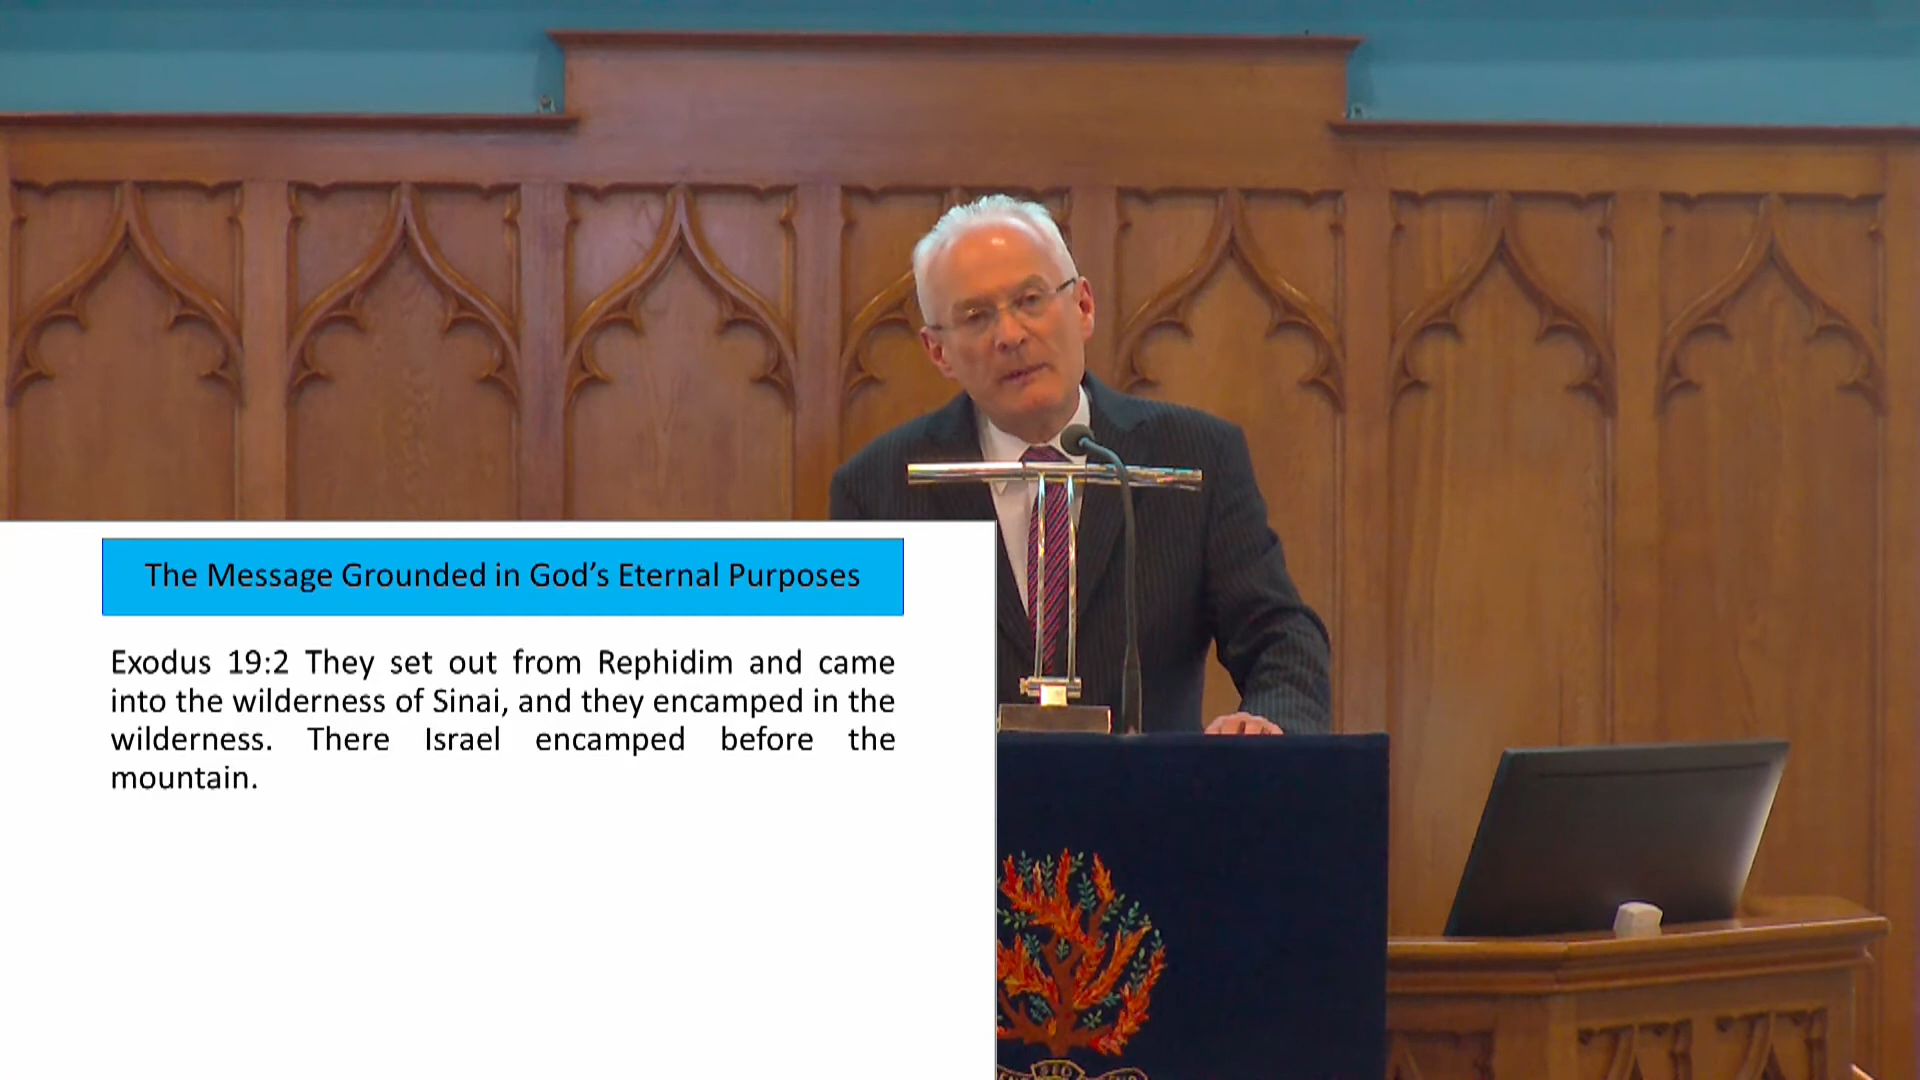 The Message Grounded in God’s Eternal Purposes
Exodus 19:2 They set out from Rephidim and came
into the wilderness of Sinai, and they encamped in the
wilderness. There Israel encamped before the
mountain.